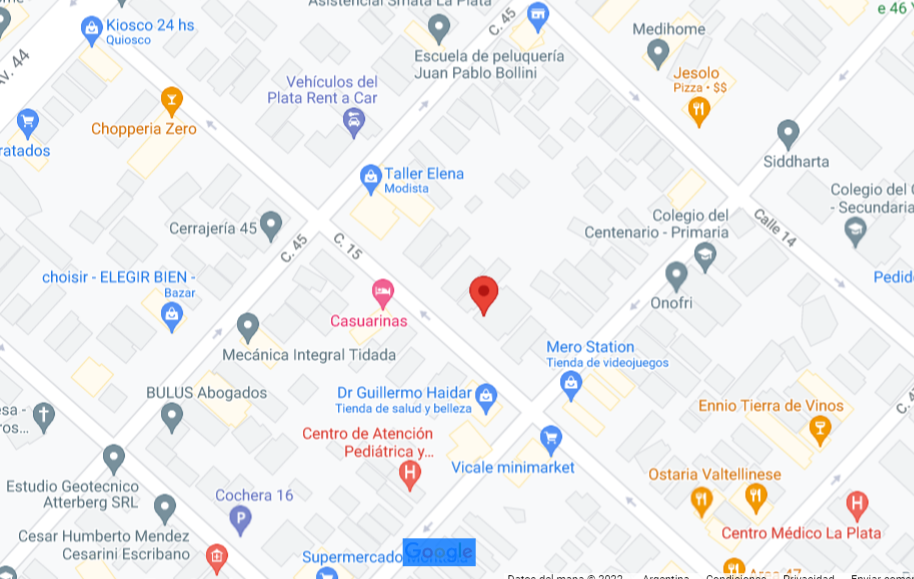 Asistencial Smata La Plata
e 46
Kiosco 24 hs
Quiosco
C. 45
Medihome
Av. 44
Escuela de peluquería
Juan Pablo Bollini
Jesolo
Pizza • $$
Vehículos del
Plata Rent a Car
Chopperia Zero
ratados
Siddharta
Taller Elena
Modista
Colegio del
- Secundaria
Colegio del
Centenario - Primaria
Calle 14
Cerrajería 45
C. 45
C. 15
choisir - ELEGIR BIEN -
Bazar
Pedid
Onofri
Casuarinas
Mecánica Integral Tidada
Mero Station
Tienda de videojuegos
BULUS Abogados
Dr Guillermo Haidar
Tienda de salud y belleza
esa -
ros...
Ennio Tierra de Vinos
Centro de Atención
Pediátrica y...
Vicale minimarket
Ostaria Valtellinese
Estudio Geotecnico
Atterberg SRL
Cochera 16
Cesar Humberto Mendez
Cesarini Escribano
Centro Médico La Plata
Supermercado
Google
Datos del mapa © 2022
Argentina
Condiciones
Privacidad